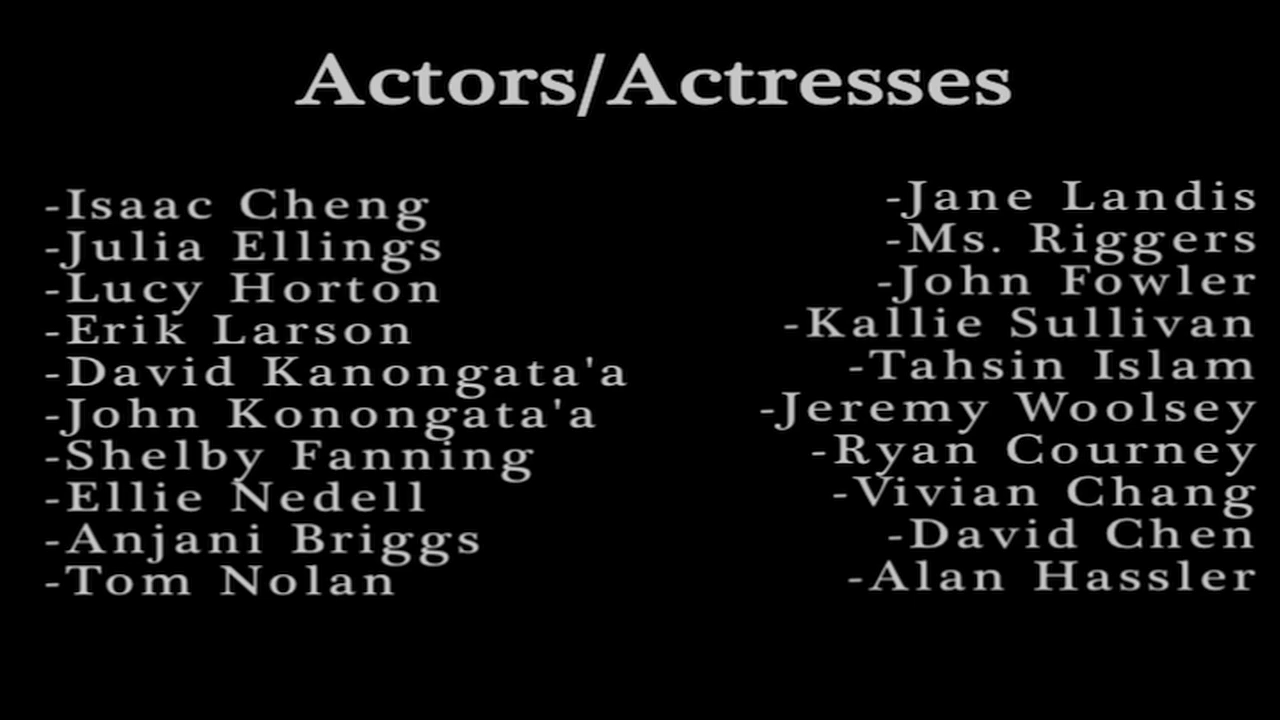 Actors/Actresses
-Isaac Cheng
-Julia Ellings
-Lucy Horton
-Erik Larson
-David Kanongata'a
-John Konongata'a
-Shelby Fanning
-Ellie Nedell
-Anjani Briggs
-Tom Nolan
-Jane Landis
-Ms. Riggers
-John Fowler
-Kallie Sullivan
-Tahsin Islam
-Jeremy Woolsey
-Ryan Courney
-Vivian Chang
-David Chen
-Alan Hassler